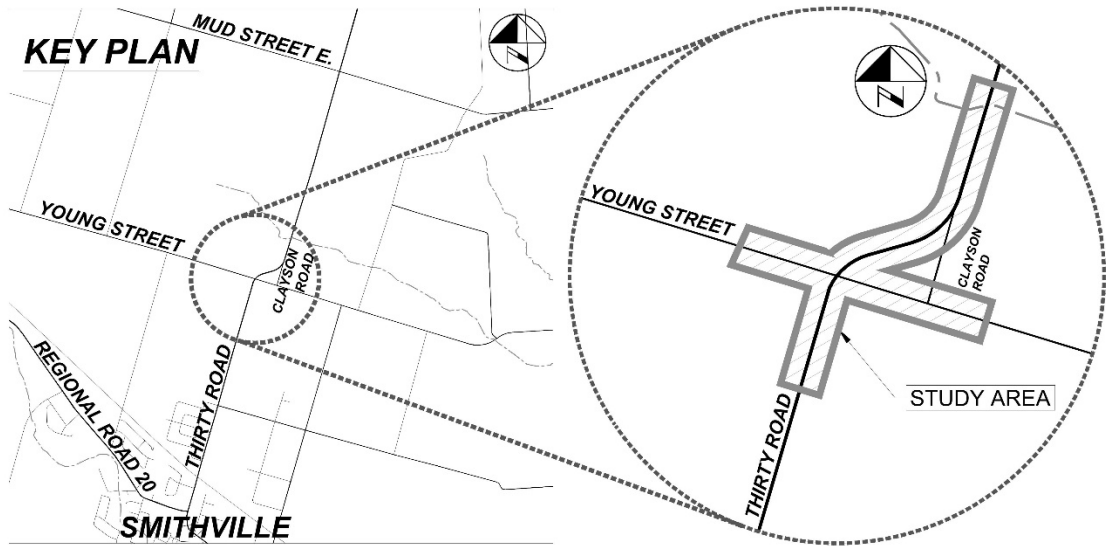 KEY PLAN
MUD STREET E.
N
YOUNG STREET
CLAYSON
ROAD
THIRTY ROAD
REGIONAL ROAD 20
SMITHVILLE
N
YOUNG STREET
CLAYSON
ROAD
STUDY AREA
THIRTY ROAD